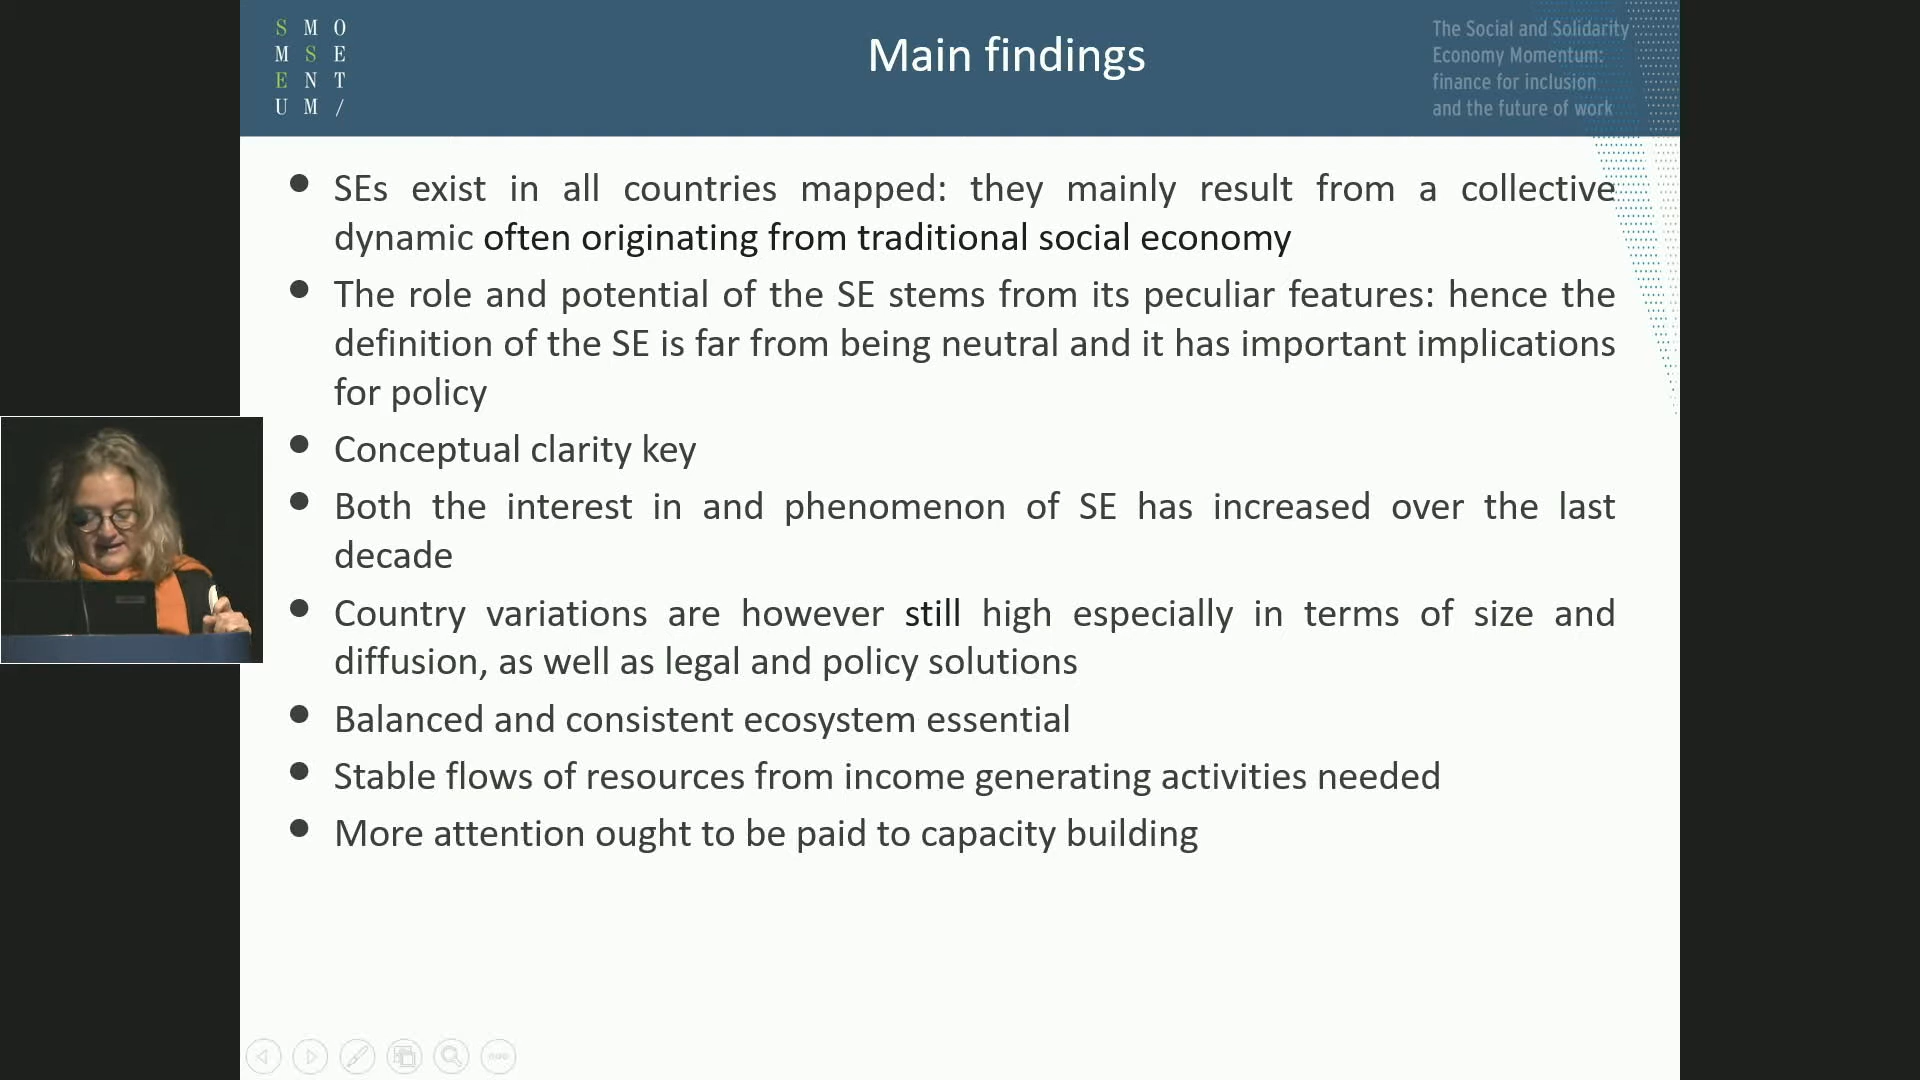 S M O
M S E
E N T
U M /
Main findings
The Social and Solidarity
Economy Momentum:
finance for inclusion
and the future of work
SEs exist in all countries mapped: they mainly result from a collective
dynamic often originating from traditional social economy
The role and potential of the SE stems from its peculiar features: hence the
definition of the SE is far from being neutral and it has important implications
for policy
Conceptual clarity key
Both the interest in and phenomenon of SE has increased over the last
decade
Country variations are however still high especially in terms of size and
diffusion, as well as legal and policy solutions
Balanced and consistent ecosystem essential
Stable flows of resources from income generating activities needed
More attention ought to be paid to capacity building